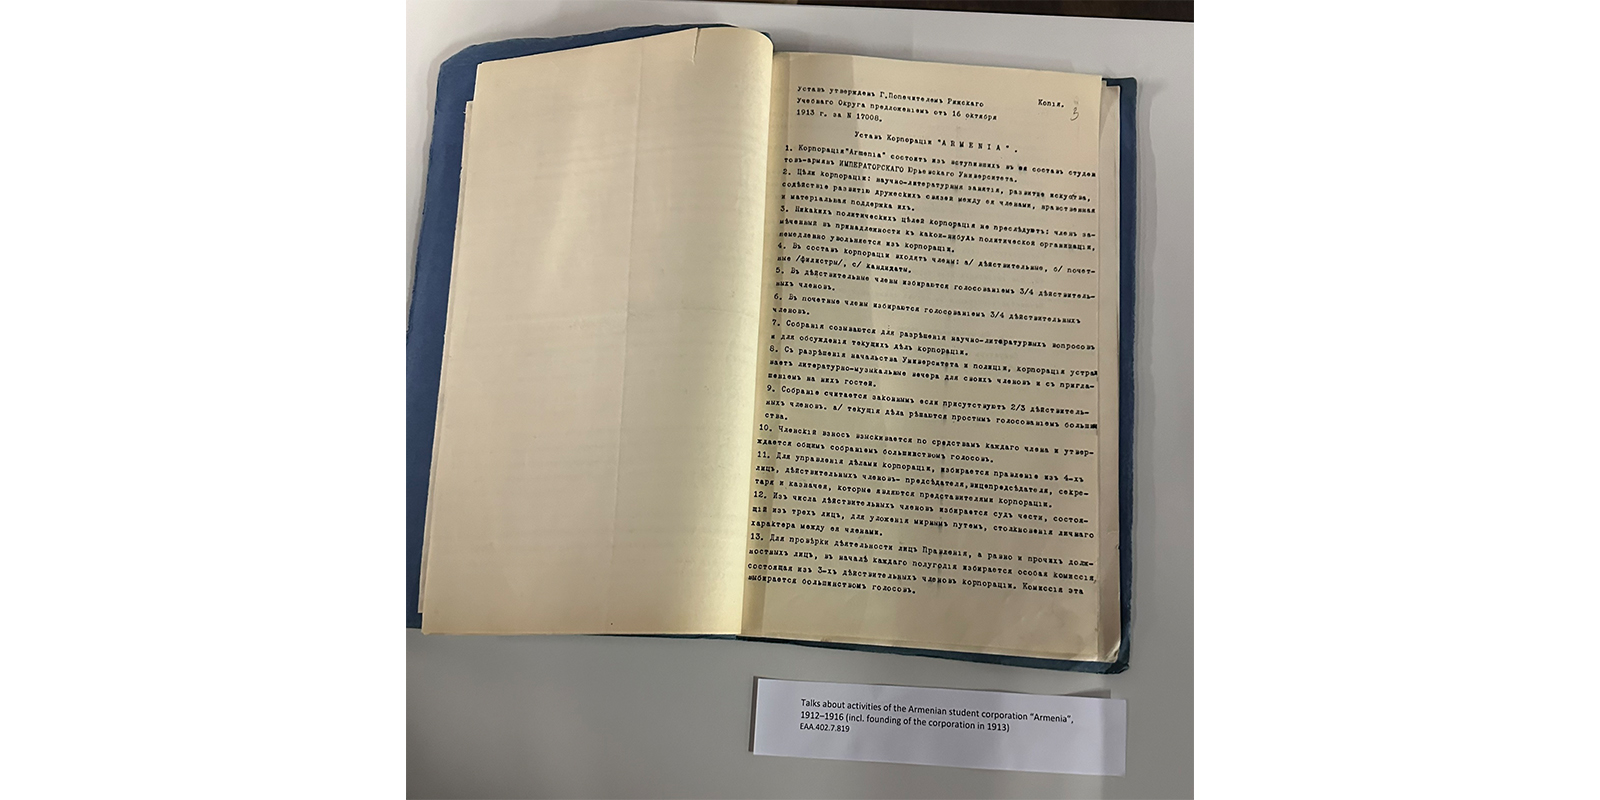 Уставъ утвержденъ Г.Попечителемъ Рижскаго
Копія.
3
Учебнаго Округа предложеніемъ отъ 16 октября
1913 г. за N 17008.
Уставъ Корпораціи "A R M E N I A".
1. Корпорація"Armenia" состоитъ изъ вступившихъ въ ея составъ студен
товъ-армянъ ИМПЕРАТОРСКАГО Юрьевскаго Университета.
2. Цѣли корпораціи: научно-литературныя занятія, развитіе искуства,
содѣйствіе развитію дружескихъ связей между ея членами, нравственная
и матеріальная поддержка ихъ.
3. Никакихъ политическихъ цѣлей корпорація не преслѣдуютъ: членъ за-
мѣченный въ принадлежности къ какой-нибудь политической организаціи,
немедленно увольняется изъ корпораціи.
4. Въ составъ корпораціи входятъ члены: а/ дѣйствительные, б/ почет-
ные /филистры/, с/ кандидаты.
5. Въ дѣйствительные члены избираются голосованіемъ 3/4 дѣйствитель-
ныхъ членовъ.
6. Въ почетные члены избираются голосованіемъ 3/4 дѣйствительныхъ
членовъ.
7. Собранія созываются для разрѣшенія научно-литературныхъ вопросовъ
и для обсужденія текущихъ дѣлъ корпораціи.
8. Съ разрѣшенія начальства Университета и полиціи, корпорація устра
ваетъ литературно-музыкальные вечера для своихъ членовъ и съ пригла-
шеніемъ на нихъ гостей.
9. Собраніе считается законнымъ если присутствуютъ 2/3 дѣйствитель-
ныхъ членовъ. а/ текущія дѣла рѣшаются простымъ голосованіемъ больши
ства.
10. Членскій взносъ взыскивается по средствамъ каждаго члена и утвер-
ждается общимъ собраніемъ большинствомъ голосовъ.
11. Для управленія дѣлами корпораціи, избирается правленіе изъ 4-хъ
лицъ, дѣйствительныхъ членовъ- предсѣдателя,вицепредсѣдателя, секре-
таря и казначея, которые являются представителями корпораціи.
12. Изъ числа дѣйствительныхъ членовъ избирается судъ чести, состоя-
щій изъ трехъ лицъ, для уложенія мирнымъ путемъ, столкновенія личнаго
характера между ея членами.
13. Для провѣрки дѣятельности лицъ Правленія, а равно и прочихъ долж-
ностныхъ лицъ, въ началѣ каждаго полугодія избирается особая комиссія,
состоящая изъ 3-хъ дѣйствительныхъ членовъ корпораціи. Комиссія эта
выбирается большинствомъ голосовъ.
Talks about activities of the Armenian student corporation "Armenia",
1912–1916 (incl. founding of the corporation in 1913)
EAA.402.7.819